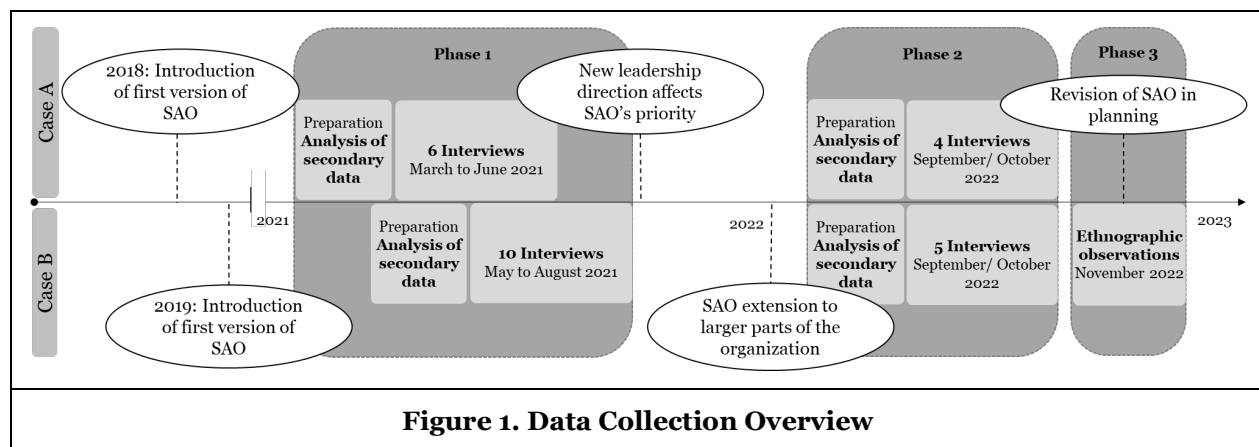 Case A
2018: Introduction
of first version of
SAO
Phase 1
Preparation
Analysis of
secondary
data
6 Interviews
March to June 2021
New leadership
direction affects
SAO's priority
Phase 2
Preparation
Analysis of
secondary
data
4 Interviews
September/ October
2022
Phase 3
Revision of SAO in
planning
2021
2022
2023
Case B
2019: Introduction
of first version of
SAO
Preparation
Analysis of
secondary
data
10 Interviews
May to August 2021
SAO extension to
larger parts of the
organization
Preparation
Analysis of
secondary
data
5 Interviews
September/ October
2022
Ethnographic
observations
November 2022
Figure 1. Data Collection Overview